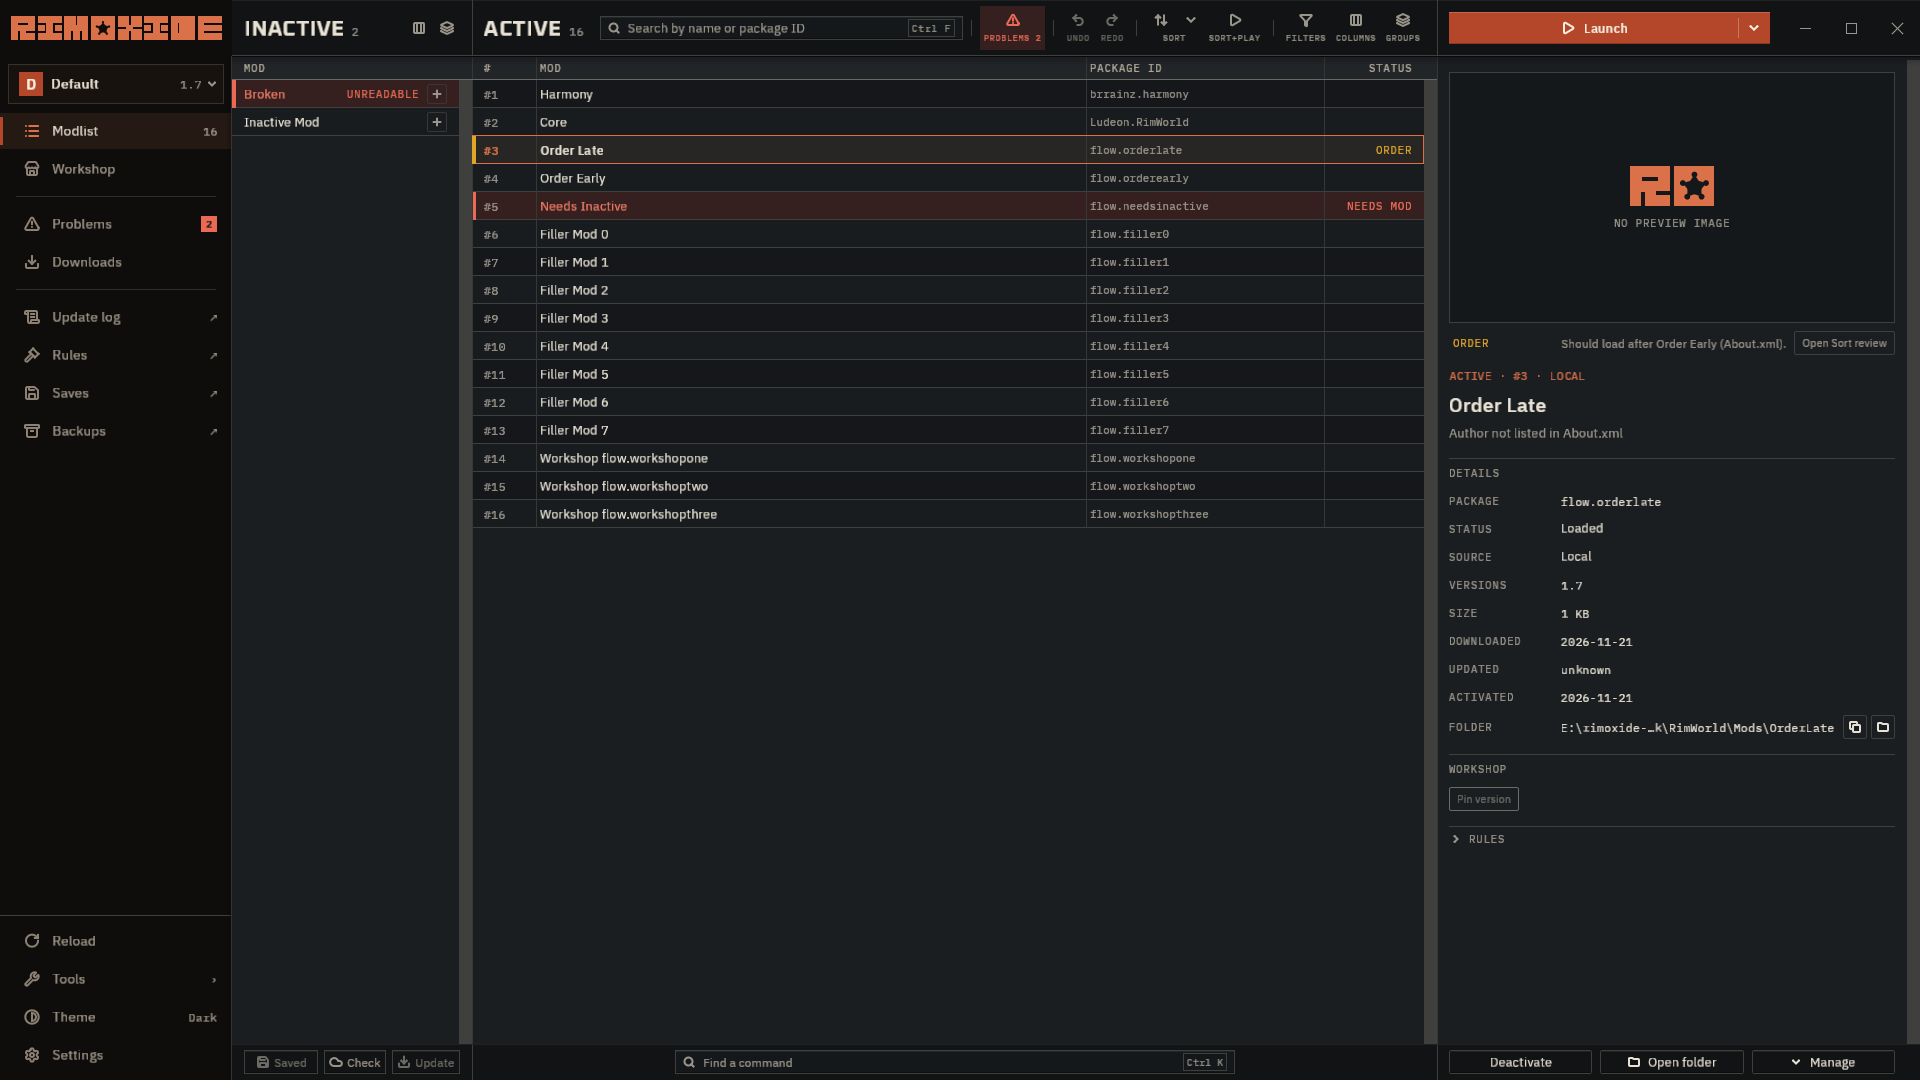 RIMOXIDE
D Default 1.7
Modlist 16
Workshop
Problems 2
Downloads
Update log
Rules
Saves
Backups
Reload
Tools
Theme Dark
Settings
INACTIVE 2
MOD
Broken UNREADABLE
Inactive Mod
Saved Check Update
ACTIVE 16
Search by name or package ID Ctrl F
PROBLEMS 2
UNDO REDO SORT SORT+PLAY FILTERS COLUMNS GROUPS
# MOD PACKAGE ID STATUS
#1 Harmony brrainz.harmony
#2 Core Ludeon.RimWorld
#3 Order Late flow.orderlate ORDER
#4 Order Early flow.orderearly
#5 Needs Inactive flow.needsinactive NEEDS MOD
#6 Filler Mod 0 flow.filler0
#7 Filler Mod 1 flow.filler1
#8 Filler Mod 2 flow.filler2
#9 Filler Mod 3 flow.filler3
#10 Filler Mod 4 flow.filler4
#11 Filler Mod 5 flow.filler5
#12 Filler Mod 6 flow.filler6
#13 Filler Mod 7 flow.filler7
#14 Workshop flow.workshopone flow.workshopone
#15 Workshop flow.workshoptwo flow.workshoptwo
#16 Workshop flow.workshopthree flow.workshopthree
Find a command Ctrl K
Launch
R
NO PREVIEW IMAGE
ORDER Should load after Order Early (About.xml). Open Sort review
ACTIVE · #3 · LOCAL
Order Late
Author not listed in About.xml
DETAILS
PACKAGE flow.orderlate
STATUS Loaded
SOURCE Local
VERSIONS 1.7
SIZE 1 KB
DOWNLOADED 2026-11-21
UPDATED unknown
ACTIVATED 2026-11-21
FOLDER E:\rimoxide-…k\RimWorld\Mods\OrderLate
WORKSHOP
Pin version
RULES
Deactivate Open folder Manage